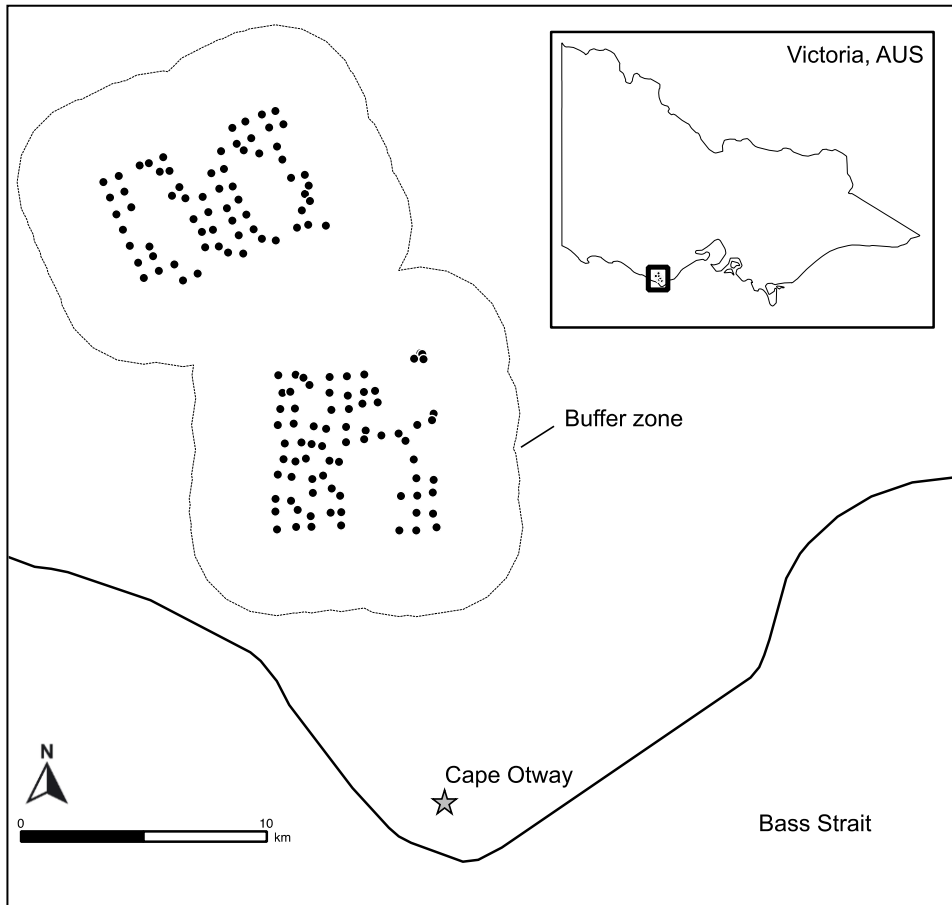 Victoria, AUS
Buffer zone
Cape Otway
N
0 10
km
Bass Strait